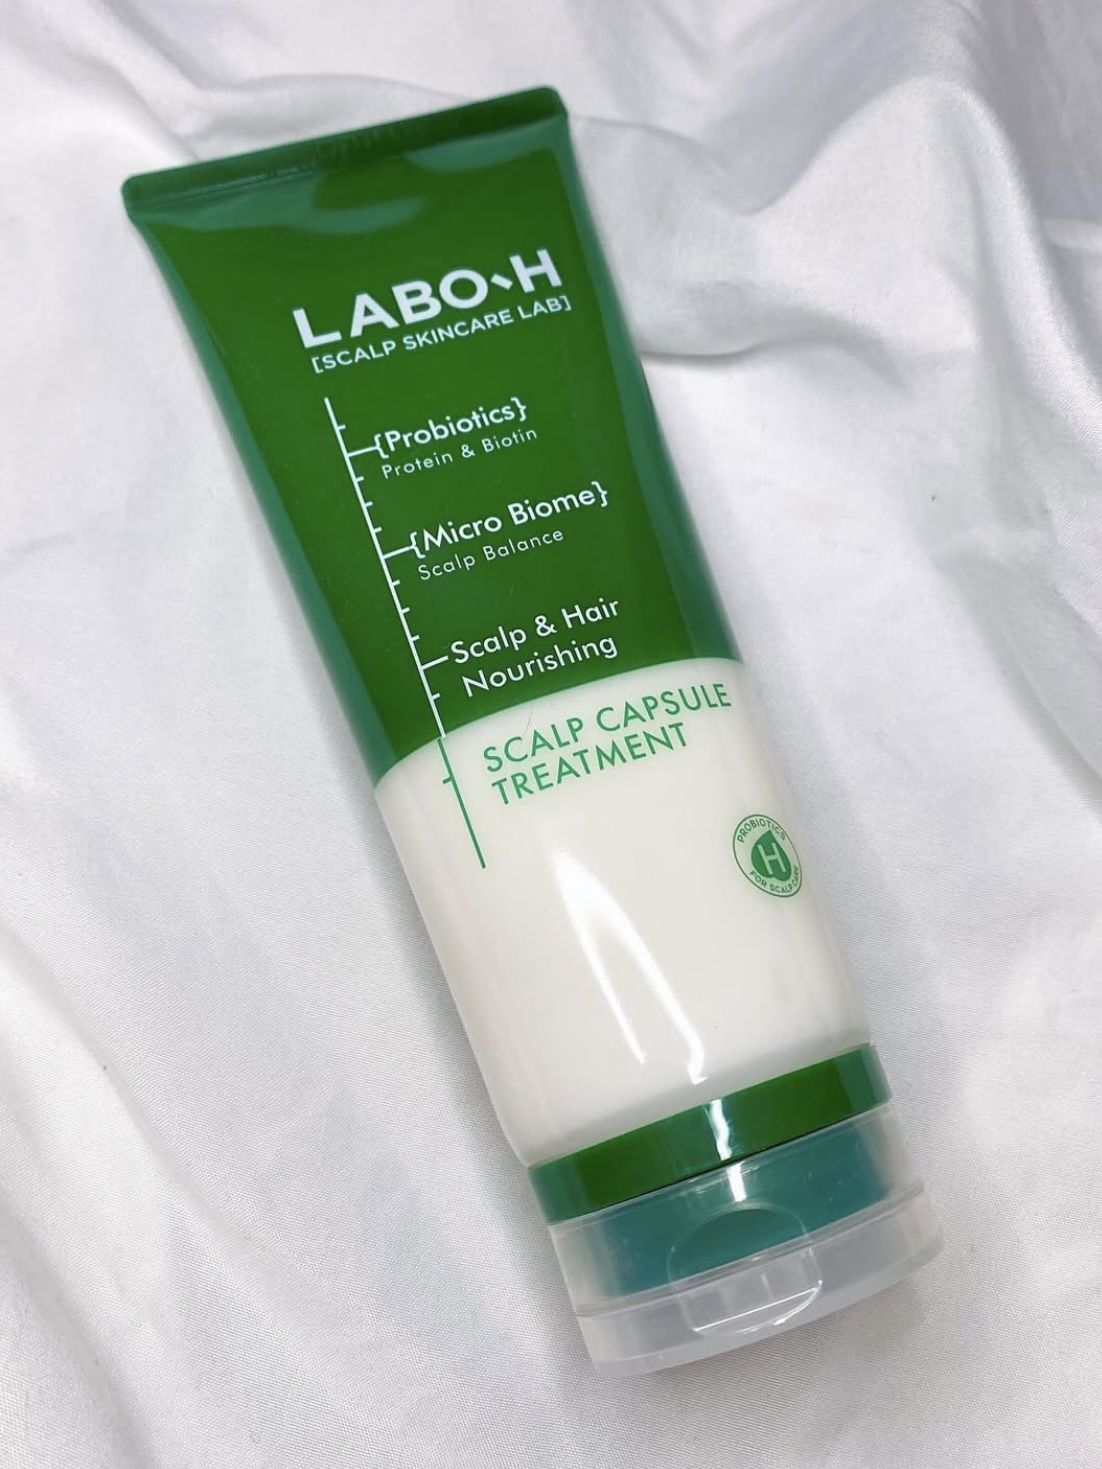 LABO-H
[SCALP SKINCARE LAB]
{Probiotics}
Protein & Biotin
{Micro Biome}
Scalp Balance
Scalp & Hair
Nourishing
SCALP CAPSULE
TREATMENT
PROBIOTICS
H
FOR SCALP CARE